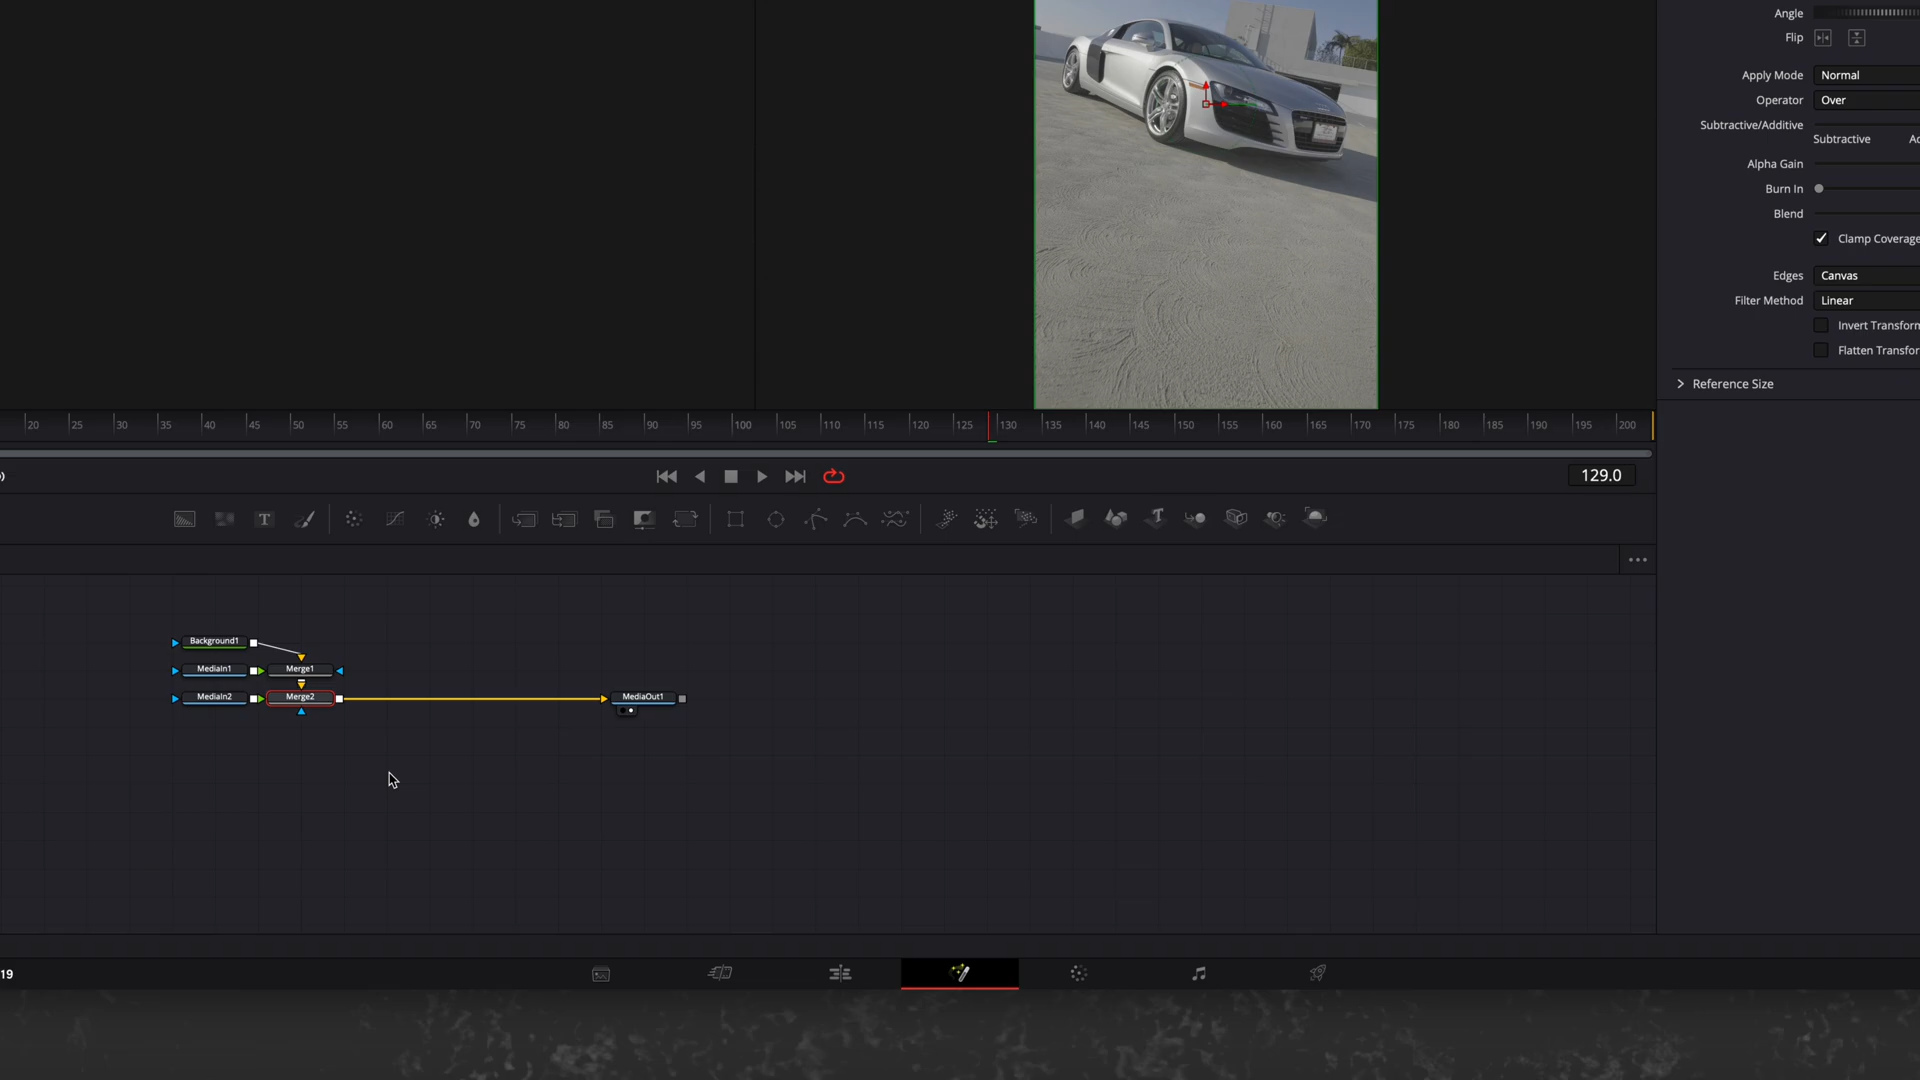 Angle
Flip
Apply Mode Normal
Operator Over
Subtractive/Additive
Subtractive
Alpha Gain
Burn In
Blend
Clamp Coverage
Edges Canvas
Filter Method Linear
Invert Transform
Flatten Transfor
Reference Size
20 25 30 35 40 45 50 55 60 65 70 75 80 85 90 95 100 105 110 115 120 125 130 135 140 145 150 155 160 165 170 175 180 185 190 195 200
129.0
T
Background1
MediaIn1 Merge1
MediaIn2 Merge2 MediaOut1
19